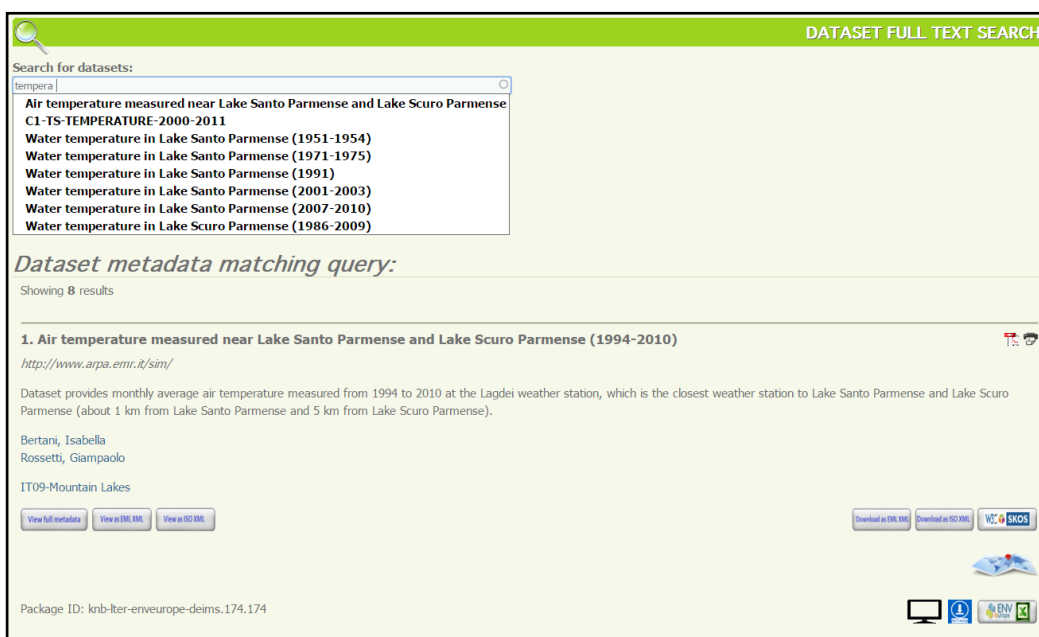 DATASET FULL TEXT SEARCH
Search for datasets:
tempera
Air temperature measured near Lake Santo Parmense and Lake Scuro Parmense
C1-TS-TEMPERATURE-2000-2011
Water temperature in Lake Santo Parmense (1951-1954)
Water temperature in Lake Santo Parmense (1971-1975)
Water temperature in Lake Santo Parmense (1991)
Water temperature in Lake Santo Parmense (2001-2003)
Water temperature in Lake Santo Parmense (2007-2010)
Water temperature in Lake Scuro Parmense (1986-2009)
Dataset metadata matching query:
Showing 8 results
1. Air temperature measured near Lake Santo Parmense and Lake Scuro Parmense (1994-2010)
http://www.arpa.emr.it/sim/
Dataset provides monthly average air temperature measured from 1994 to 2010 at the Lagdei weather station, which is the closest weather station to Lake Santo Parmense and Lake Scuro
Parmense (about 1 km from Lake Santo Parmense and 5 km from Lake Scuro Parmense).
Bertani, Isabella
Rossetti, Giampaolo
IT09-Mountain Lakes
View full metadata View as EML XML View as ISO XML Download as EML XML Download as ISO XML W3C SKOS
Package ID: knb-lter-enveurope-deims.174.174 ENV Europe X